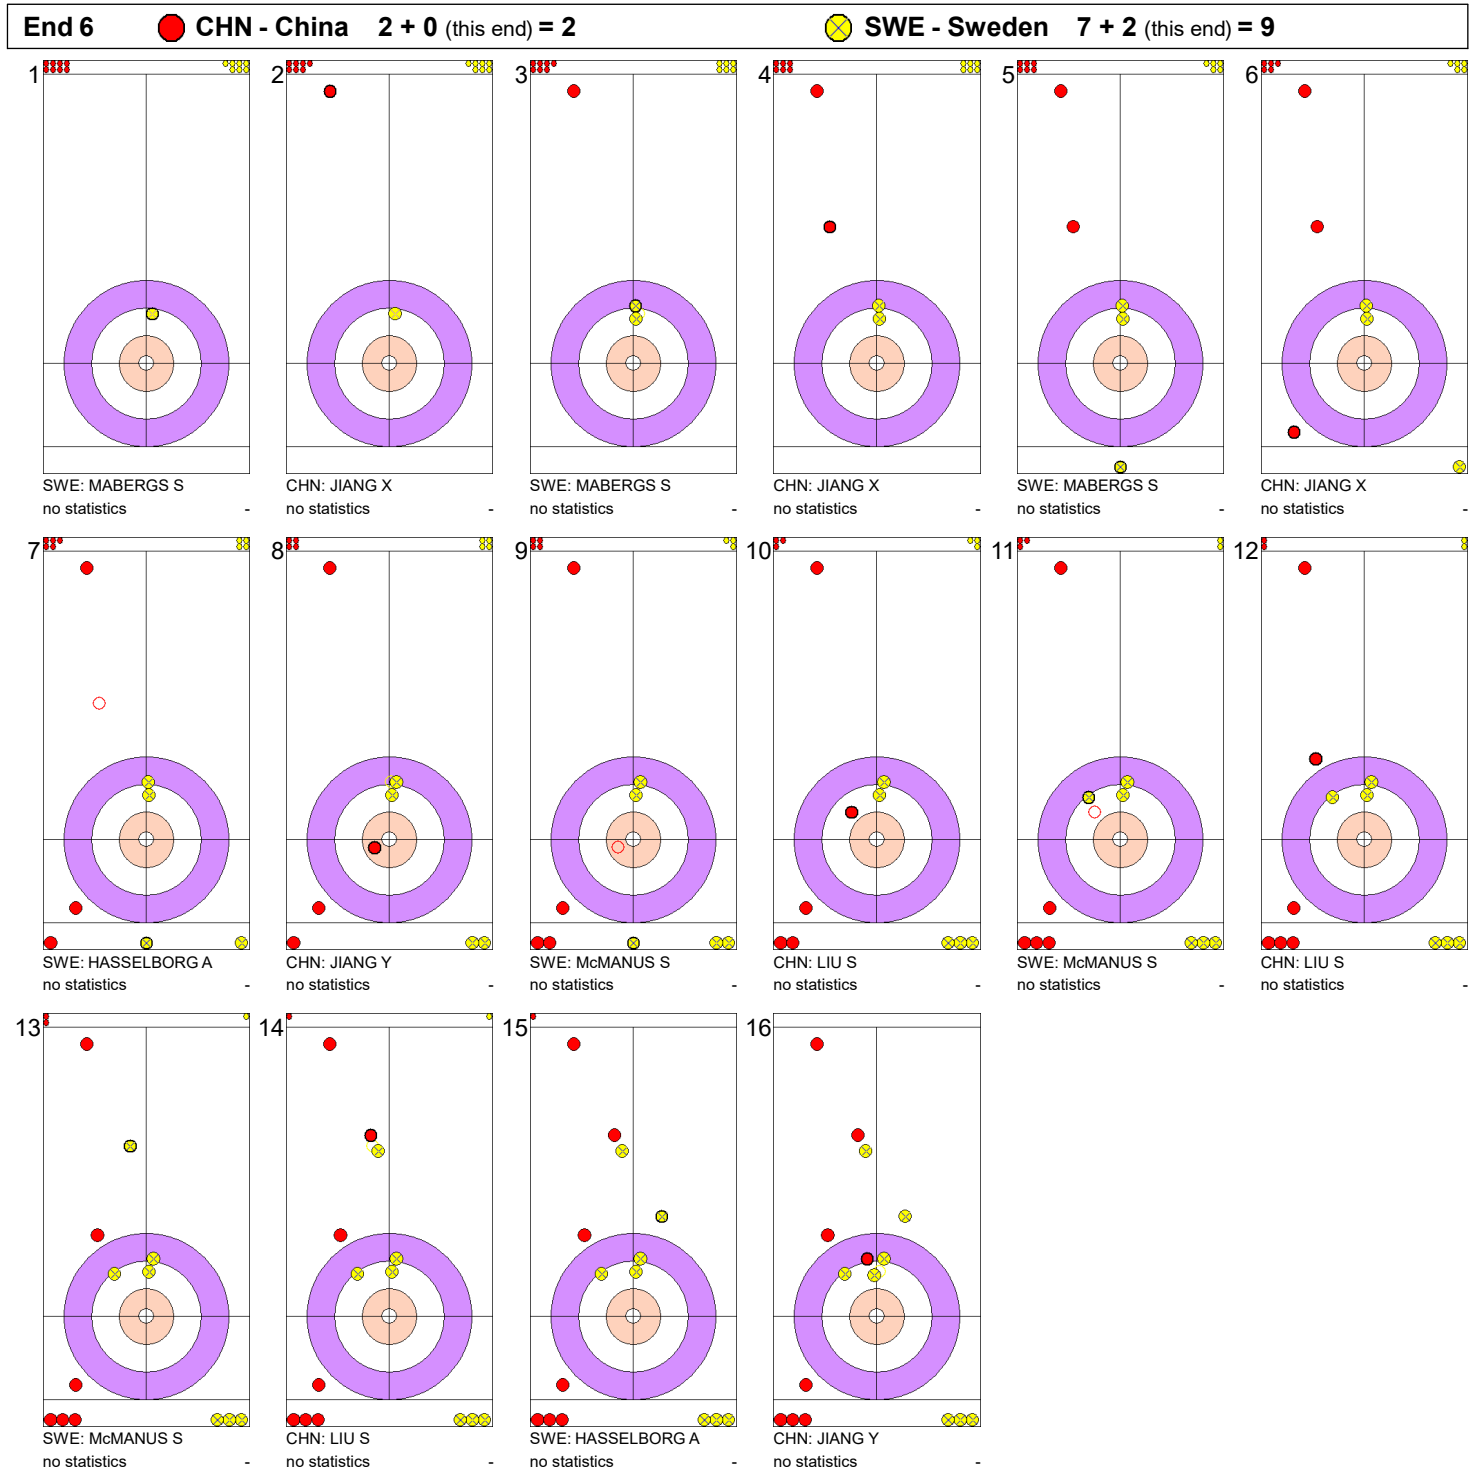 End 6 CHN - China 2 + 0 (this end) = 2 SWE - Sweden 7 + 2 (this end) = 9
1 2 3 4 5 6
SWE: MABERGS S CHN: JIANG X SWE: MABERGS S CHN: JIANG X SWE: MABERGS S CHN: JIANG X
no statistics - no statistics - no statistics - no statistics - no statistics - no statistics -
7 8 9 10 11 12
SWE: HASSELBORG A CHN: JIANG Y SWE: McMANUS S CHN: LIU S SWE: McMANUS S CHN: LIU S
no statistics - no statistics - no statistics - no statistics - no statistics - no statistics -
13 14 15 16
SWE: McMANUS S CHN: LIU S SWE: HASSELBORG A CHN: JIANG Y
no statistics - no statistics - no statistics - no statistics -